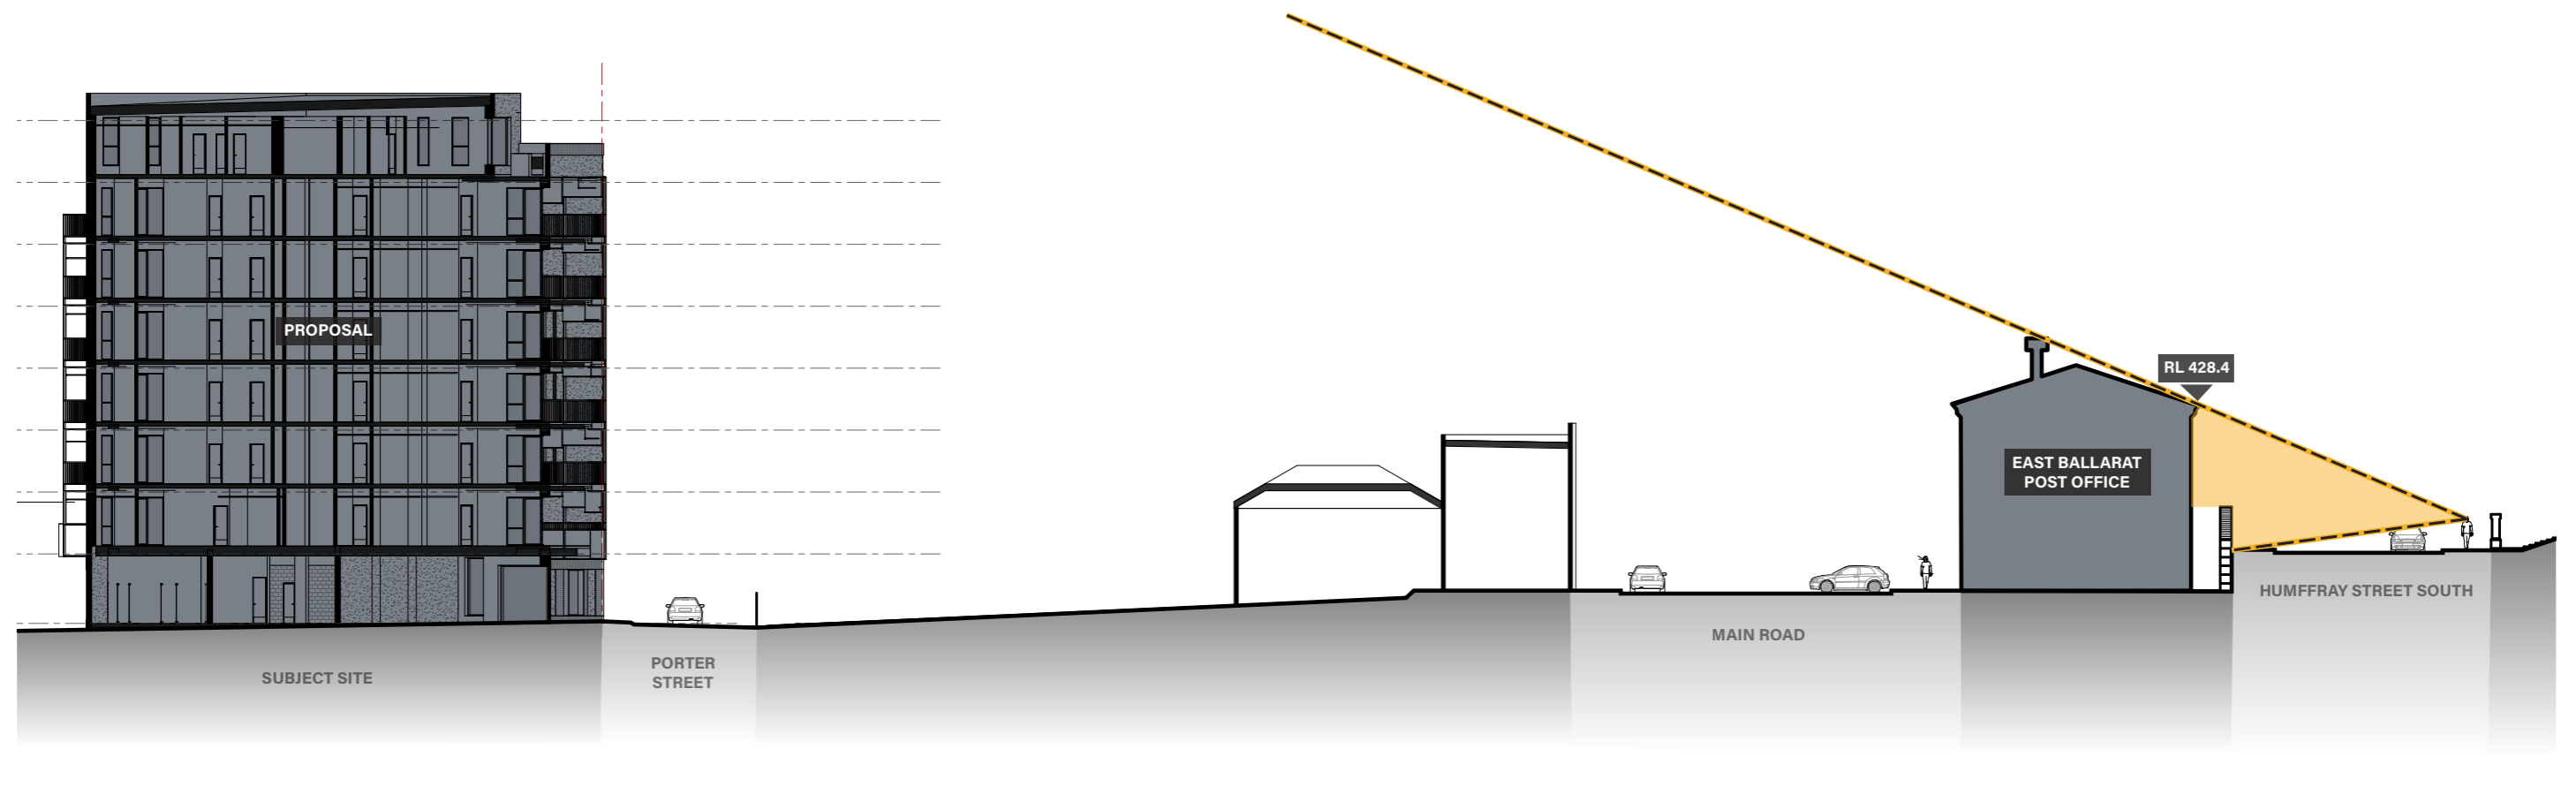 PROPOSAL
RL 428.4
EAST BALLARAT
POST OFFICE
HUMFFRAY STREET SOUTH
MAIN ROAD
PORTER
STREET
SUBJECT SITE